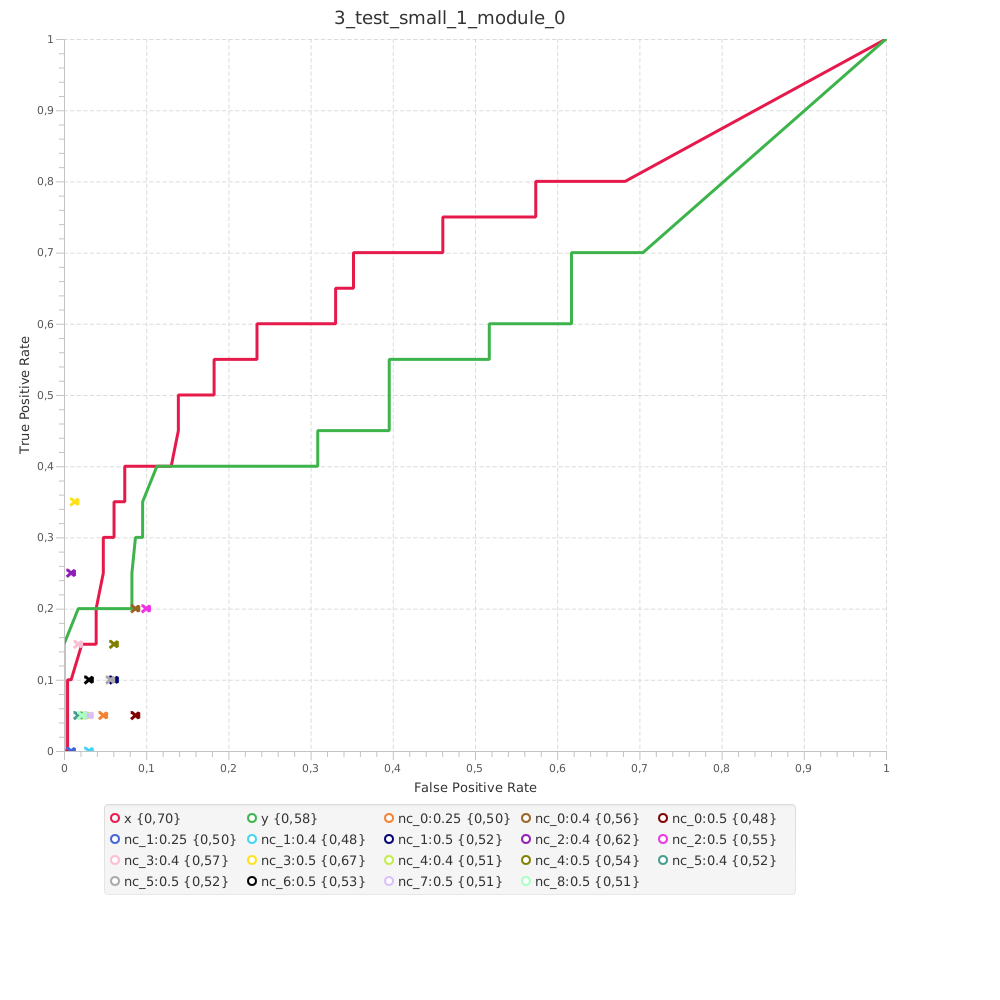 3_test_small_1_module_0
1
0,9
0,8
0,7
0,6
0,5
0,4
0,3
0,2
0,1
0
True Positive Rate
0 0,1 0,2 0,3 0,4 0,5 0,6 0,7 0,8 0,9 1
False Positive Rate
x {0,70} y {0,58} nc_0:0.25 {0,50} nc_0:0.4 {0,56} nc_0:0.5 {0,48}
nc_1:0.25 {0,50} nc_1:0.4 {0,48} nc_1:0.5 {0,52} nc_2:0.4 {0,62} nc_2:0.5 {0,55}
nc_3:0.4 {0,57} nc_3:0.5 {0,67} nc_4:0.4 {0,51} nc_4:0.5 {0,54} nc_5:0.4 {0,52}
nc_5:0.5 {0,52} nc_6:0.5 {0,53} nc_7:0.5 {0,51} nc_8:0.5 {0,51}